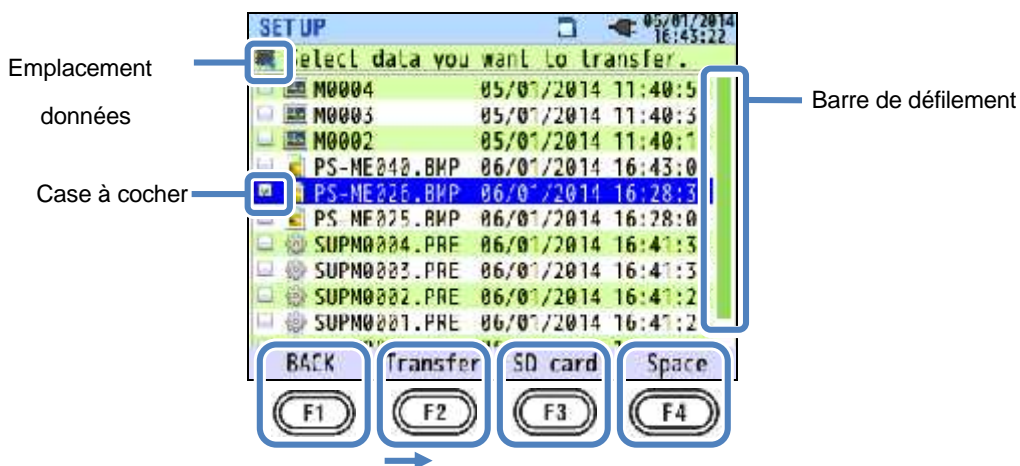 SET UP 05/01/2014
16:43:22
Select data you want to transfer.
Emplacement
données
Barre de défilement
Case à cocher
M0004 05/01/2014 11:40:5
M0003 05/01/2014 11:40:3
M0002 05/01/2014 11:40:1
PS-ME040.BMP 06/01/2014 16:43:0
PS-ME026.BMP 06/01/2014 16:28:3
PS-ME025.BMP 06/01/2014 16:28:0
SUPM0004.PRE 06/01/2014 16:41:3
SUPM0003.PRE 06/01/2014 16:41:3
SUPM0002.PRE 06/01/2014 16:41:2
SUPM0001.PRE 06/01/2014 16:41:2
BACK Transfer SD card Space
F1 F2 F3 F4